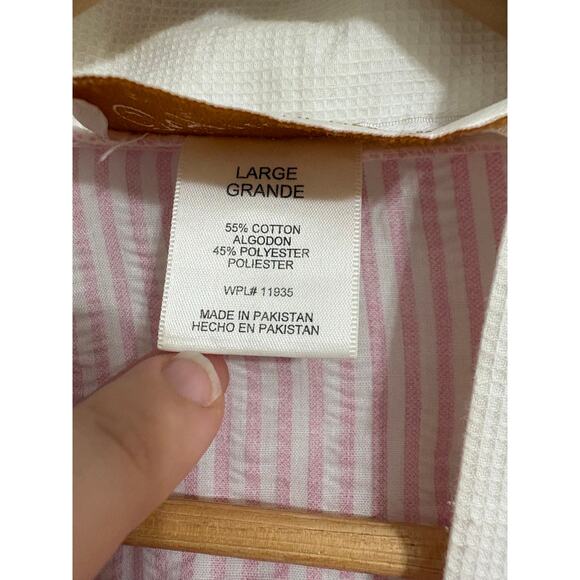 LARGE
GRANDE
55% COTTON
ALGODON
45% POLYESTER
POLIESTER
WPL# 11935
MADE IN PAKISTAN
HECHO EN PAKISTAN